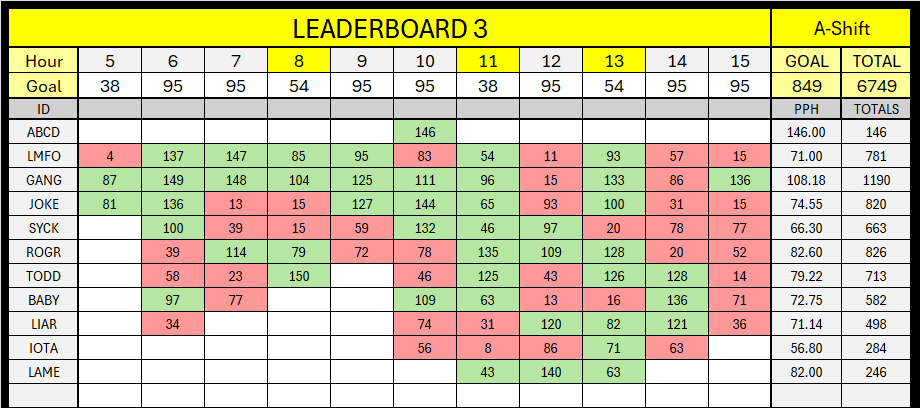 LEADERBOARD 3 A-Shift
Hour 5 6 7 8 9 10 11 12 13 14 15 GOAL TOTAL
Goal 38 95 95 54 95 95 38 95 54 95 95 849 6749
ID PPH TOTALS
ABCD 146 146.00 146
LMFO 4 137 147 85 95 83 54 11 93 57 15 71.00 781
GANG 87 149 148 104 125 111 96 15 133 86 136 108.18 1190
JOKE 81 136 13 15 127 144 65 93 100 31 15 74.55 820
SYCK 100 39 15 59 132 46 97 20 78 77 66.30 663
ROGR 39 114 79 72 78 135 109 128 20 52 82.60 826
TODD 58 23 150 46 125 43 126 128 14 79.22 713
BABY 97 77 109 63 13 16 136 71 72.75 582
LIAR 34 74 31 120 82 121 36 71.14 498
IOTA 56 8 86 71 63 56.80 284
LAME 43 140 63 82.00 246